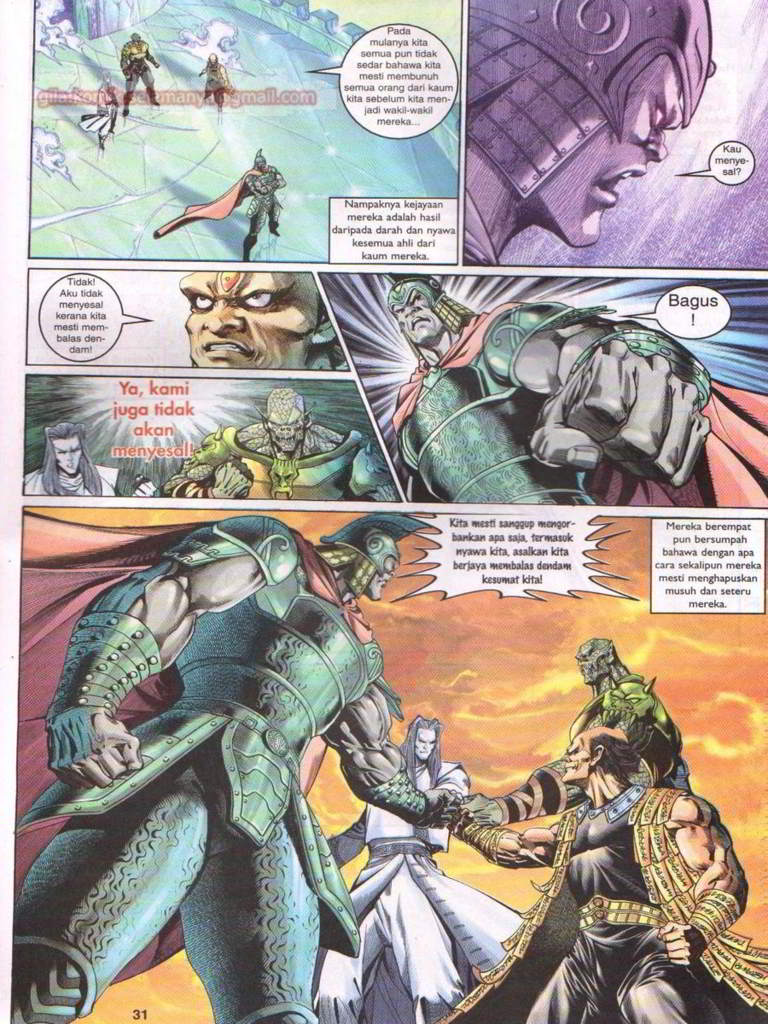 Pada
mulanya kita
semua pun tidak
sedar bahawa kita
mesti membunuh
semua orang dari kaum
kita sebelum kita men-
jadi wakil-wakil
mereka...
Nampaknya kejayaan
mereka adalah hasil
daripada darah dan nyawa
kesemua ahli dari
kaum mereka.
Kau
menye-
sal?
Tidak!
Aku tidak
menyesal
kerana kita
mesti mem-
balas den-
dam!
Bagus
!
Ya, kami
juga tidak
akan
menyesal!
Kita mesti sanggup mengor-
bankan apa saja, termasuk
nyawa kita, asalkan kita
berjaya membalas dendam
kesumat kita!
Mereka berempat
pun bersumpah
bahawa dengan apa
cara sekalipun mereka
mesti menghapuskan
musuh dan seteru
mereka.
31